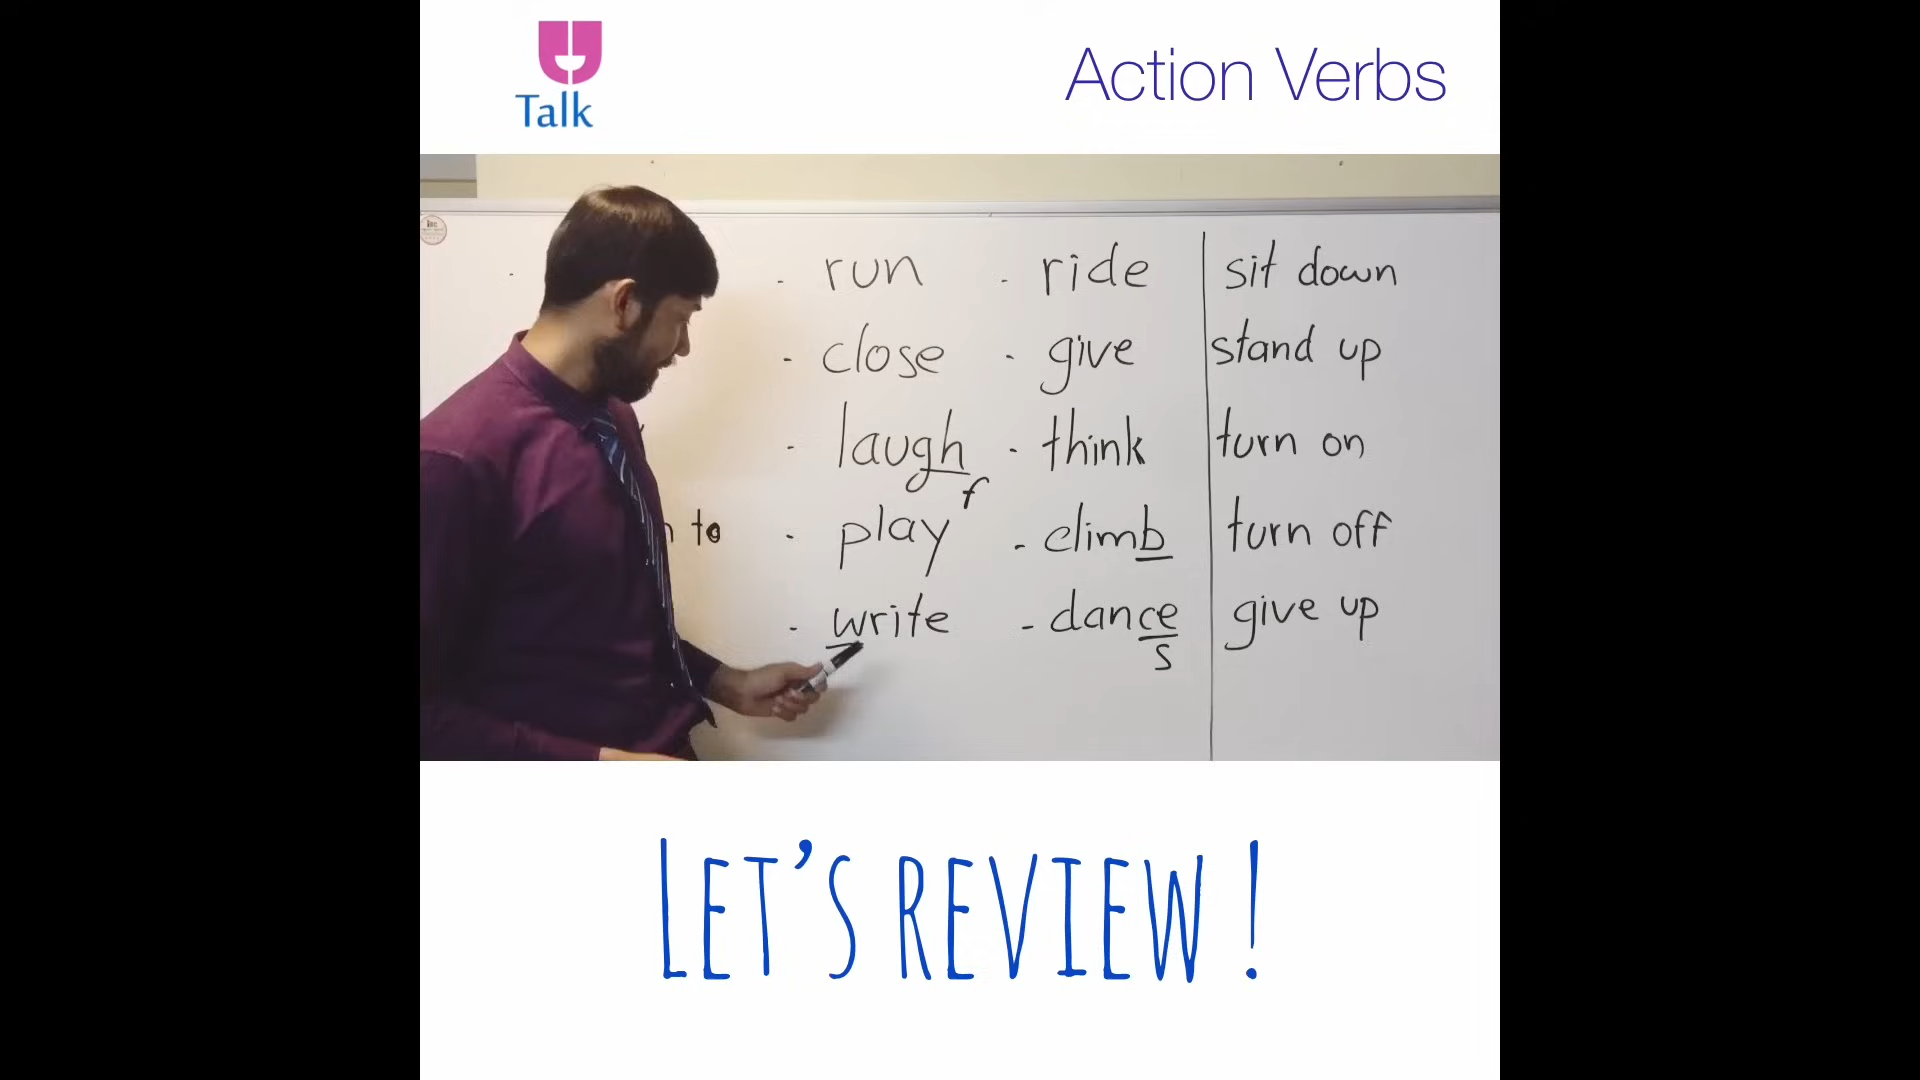 Talk
Action Verbs
run - ride sit down
- close - give stand up
- laugh - think turn on
f
to - play - climb turn off
- write - dance give up
s
LET'S REVIEW!